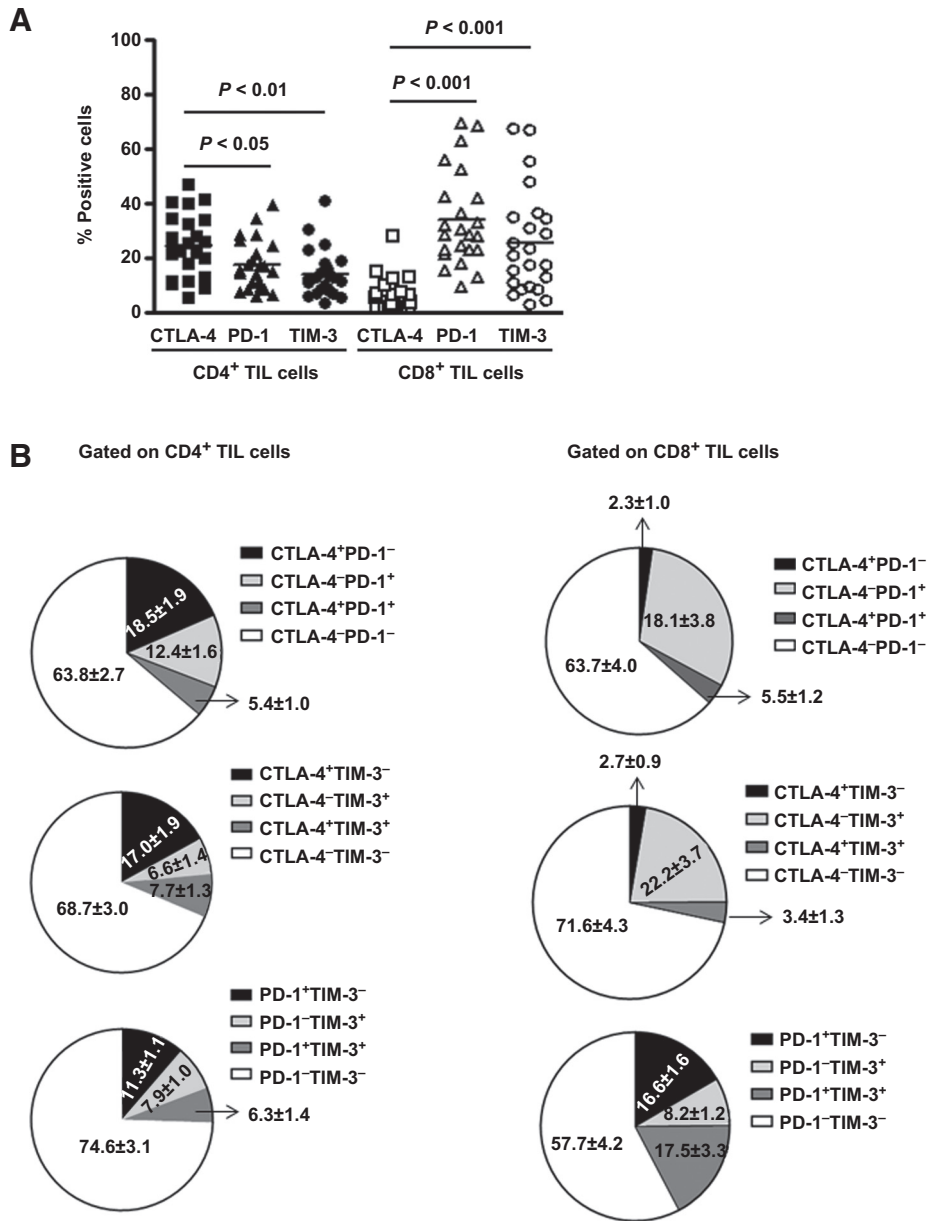 A
% Positive cells
100
80
60
40
20
0
P < 0.01
P < 0.05
P < 0.001
P < 0.001
CTLA-4 PD-1 TIM-3 CTLA-4 PD-1 TIM-3
CD4⁺ TIL cells CD8⁺ TIL cells
B
Gated on CD4⁺ TIL cells
CTLA-4⁺PD-1⁻
CTLA-4⁻PD-1⁺
CTLA-4⁺PD-1⁺
CTLA-4⁻PD-1⁻
18.5±1.9
12.4±1.6
63.8±2.7
5.4±1.0
CTLA-4⁺TIM-3⁻
CTLA-4⁻TIM-3⁺
CTLA-4⁺TIM-3⁺
CTLA-4⁻TIM-3⁻
17.0±1.9
6.6±1.4
7.7±1.3
68.7±3.0
PD-1⁺TIM-3⁻
PD-1⁻TIM-3⁺
PD-1⁺TIM-3⁺
PD-1⁻TIM-3⁻
11.3±1.1
7.9±1.0
6.3±1.4
74.6±3.1
Gated on CD8⁺ TIL cells
2.3±1.0
CTLA-4⁺PD-1⁻
CTLA-4⁻PD-1⁺
CTLA-4⁺PD-1⁺
CTLA-4⁻PD-1⁻
18.1±3.8
63.7±4.0
5.5±1.2
2.7±0.9
CTLA-4⁺TIM-3⁻
CTLA-4⁻TIM-3⁺
CTLA-4⁺TIM-3⁺
CTLA-4⁻TIM-3⁻
22.2±3.7
71.6±4.3
3.4±1.3
PD-1⁺TIM-3⁻
PD-1⁻TIM-3⁺
PD-1⁺TIM-3⁺
PD-1⁻TIM-3⁻
16.6±1.6
8.2±1.2
57.7±4.2
17.5±3.3